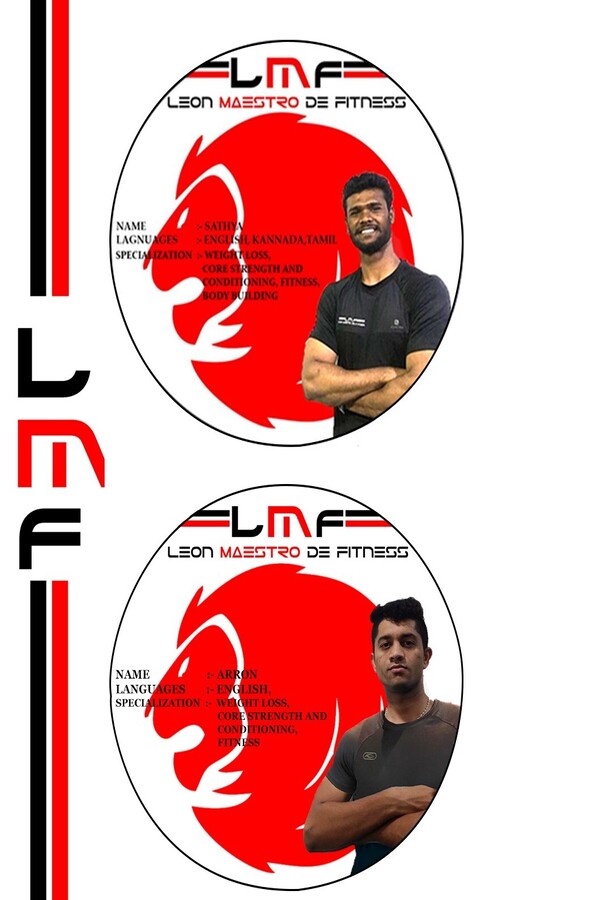 L
M
F
LMF
LEON MAESTRO DE FITNESS
NAME :- SATHYA
LAGNUAGES :- ENGLISH, KANNADA,TAMIL
SPECIALIZATION :- WEIGHT LOSS,
CORE STRENGTH AND
CONDITIONING, FITNESS,
BODY BUILDING
LMF
LEON MAESTRO DE FITNESS
NAME :- ARRON
LANGUAGES :- ENGLISH,
SPECIALIZATION :- WEIGHT LOSS,
CORE STRENGTH AND
CONDITIONING,
FITNESS